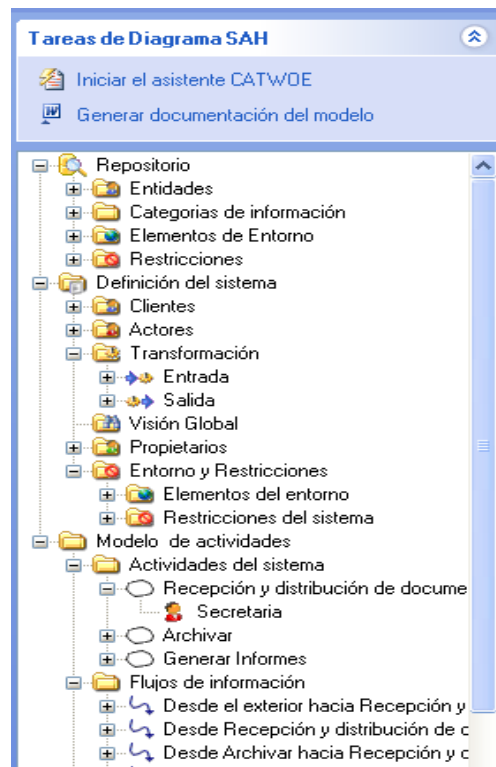 Tareas de Diagrama SAH
Iniciar el asistente CATWOE
Generar documentación del modelo
Repositorio
Entidades
Categorias de información
Elementos de Entorno
Restricciones
Definición del sistema
Clientes
Actores
Transformación
Entrada
Salida
Visión Global
Propietarios
Entorno y Restricciones
Elementos del entorno
Restricciones del sistema
Modelo de actividades
Actividades del sistema
Recepción y distribución de docume
Secretaria
Archivar
Generar Informes
Flujos de información
Desde el exterior hacia Recepción y
Desde Recepción y distribución de c
Desde Archivar hacia Recepción y c